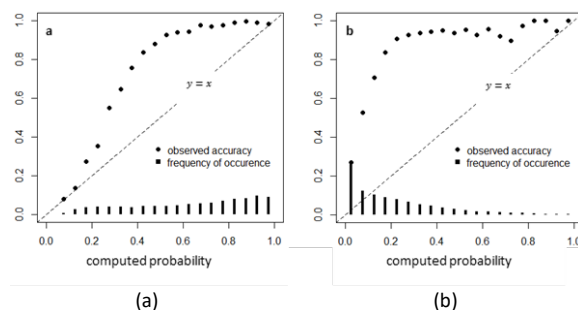 1.0
0.8
0.6
0.4
0.2
0.0
a
y = x
observed accuracy
frequency of occurence
0.0 0.2 0.4 0.6 0.8 1.0
computed probability
(a)
1.0
0.8
0.6
0.4
0.2
0.0
b
y = x
observed accuracy
frequency of occurence
0.0 0.2 0.4 0.6 0.8 1.0
computed probability
(b)